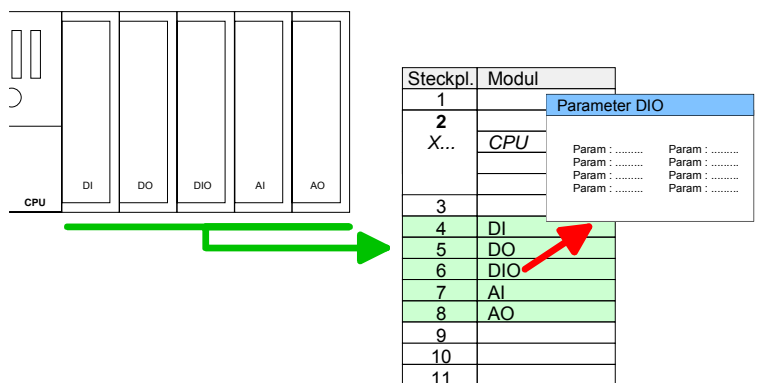 CPU
DI
DO
DIO
AI
AO
Steckpl. Modul
1
2
X... CPU
3
4 DI
5 DO
6 DIO
7 AI
8 AO
9
10
11
Parameter DIO
Param : ......... Param : .........
Param : ......... Param : .........
Param : ......... Param : .........
Param : ......... Param : .........